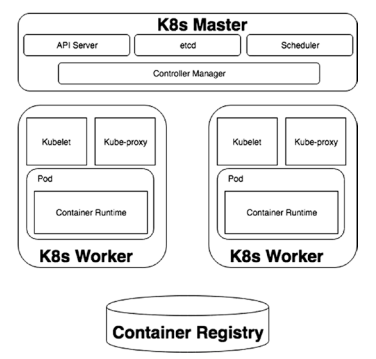 K8s Master
API Server etcd Scheduler
Controller Manager
Kubelet Kube-proxy
Pod
Container Runtime
K8s Worker
Kubelet Kube-proxy
Pod
Container Runtime
K8s Worker
Container Registry